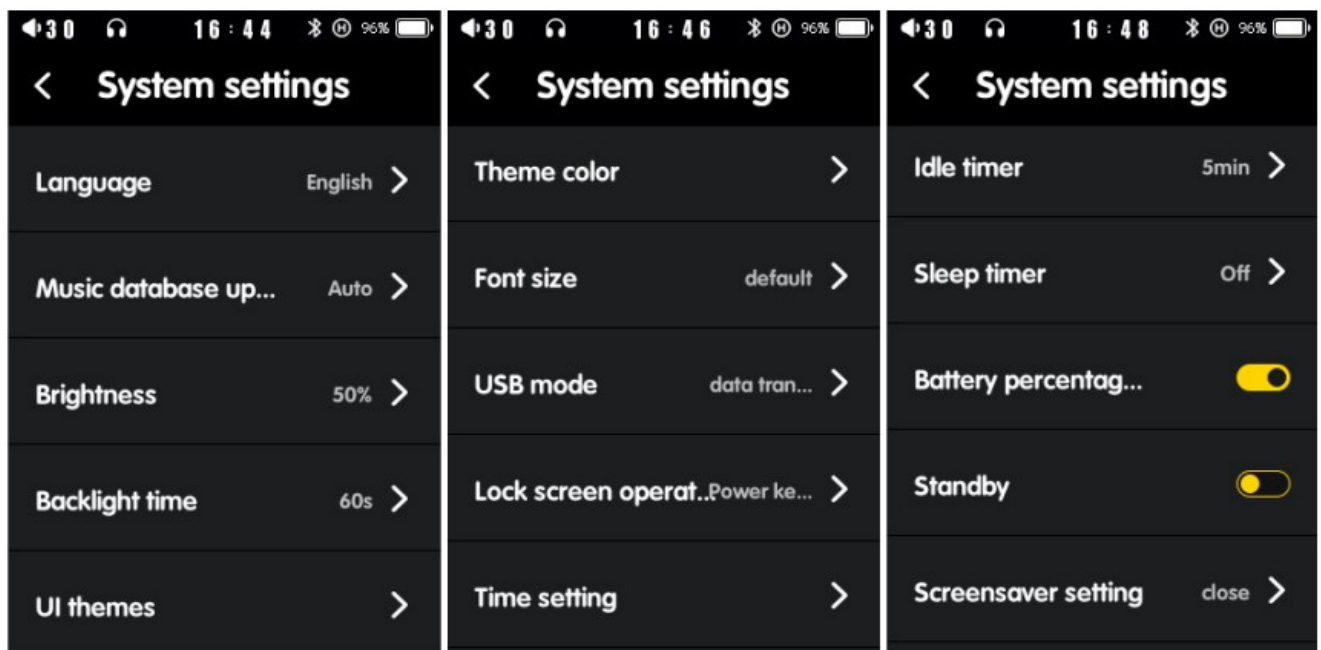 30 16:44 H 96%
System settings
Language English
Music database up... Auto
Brightness 50%
Backlight time 60s
UI themes
30 16:46 H 96%
System settings
Theme color
Font size default
USB mode data tran...
Lock screen operat.. Power ke...
Time setting
30 16:48 H 96%
System settings
Idle timer 5min
Sleep timer Off
Battery percentag...
Standby
Screensaver setting close